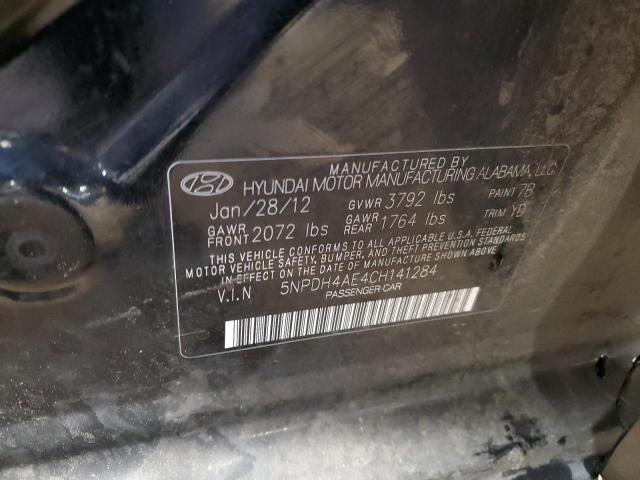 MANUFACTURED BY
HYUNDAI MOTOR MANUFACTURING ALABAMA, LLC
Jan/28/12 GVWR 3792 lbs PAINT 7B
GAWR FRONT 2072 lbs GAWR REAR 1764 lbs TRIM YD
THIS VEHICLE CONFORMS TO ALL APPLICABLE U.S.A. FEDERAL
MOTOR VEHICLE SAFETY, BUMPER, AND THEFT PREVENTION STANDARDS
IN EFFECT ON THE DATE OF MANUFACTURE SHOWN ABOVE.
V.I.N 5NPDH4AE4CH141284
PASSENGER CAR